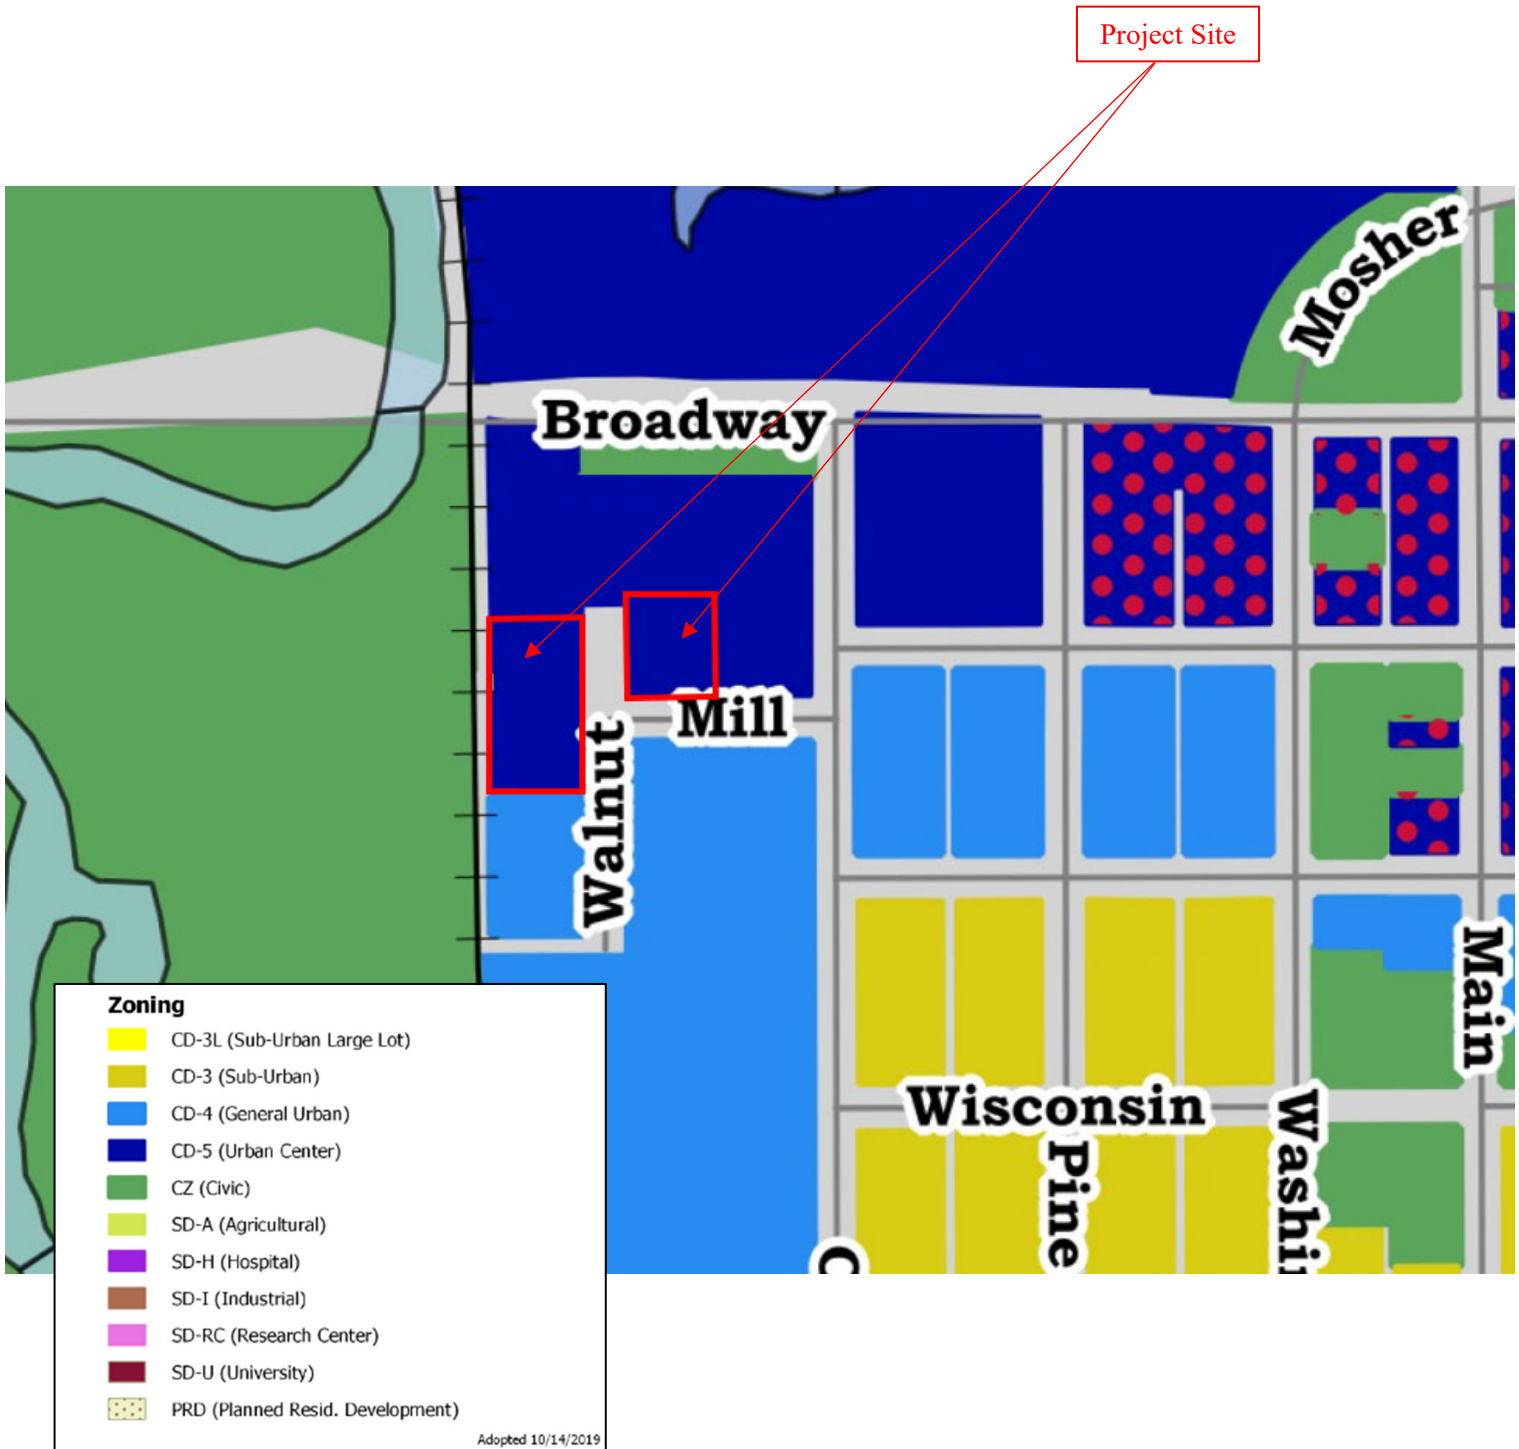 Project Site
Mosher
Broadway
Mill
Walnut
Main
Wisconsin
Pine
Washi
C
Zoning
CD-3L (Sub-Urban Large Lot)
CD-3 (Sub-Urban)
CD-4 (General Urban)
CD-5 (Urban Center)
CZ (Civic)
SD-A (Agricultural)
SD-H (Hospital)
SD-I (Industrial)
SD-RC (Research Center)
SD-U (University)
PRD (Planned Resid. Development)
Adopted 10/14/2019